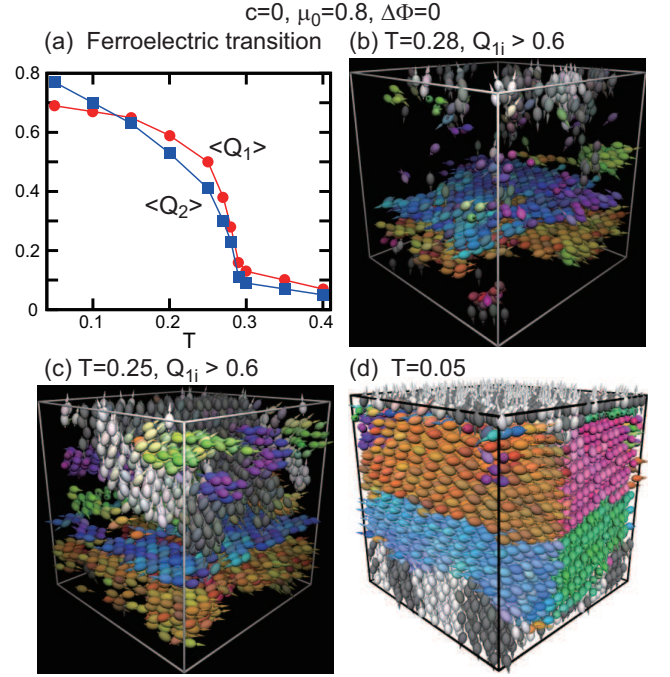 c=0, μ₀=0.8, ΔΦ=0
(a) Ferroelectric transition
0.8
0.6
0.4
0.2
0
0.1
0.2
0.3
0.4
T
<Q₁>
<Q₂>
(b) T=0.28, Q₁ᵢ > 0.6
(c) T=0.25, Q₁ᵢ > 0.6
(d) T=0.05